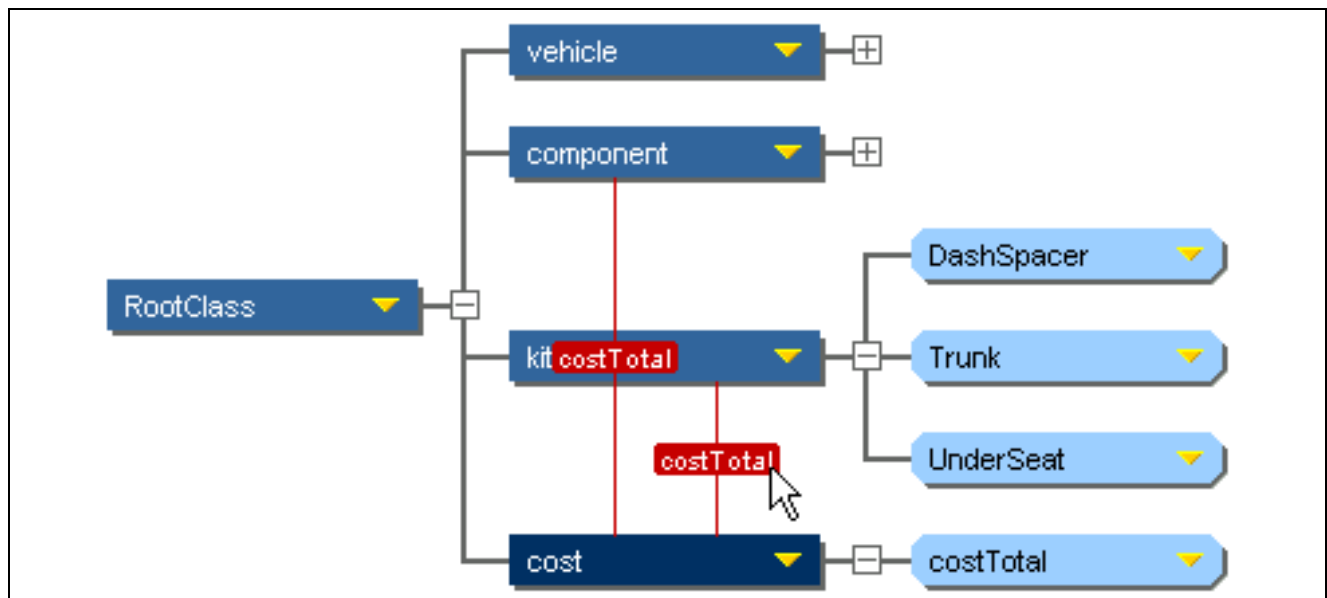 vehicle
component
DashSpacer
RootClass
kit
costTotal
Trunk
costTotal
UnderSeat
cost
costTotal